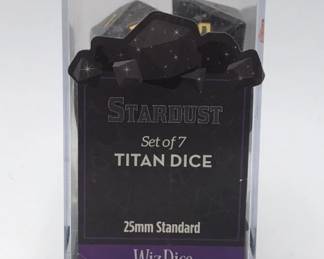 STARDUST
Set of 7
TITAN DICE
25mm Standard
WizDice